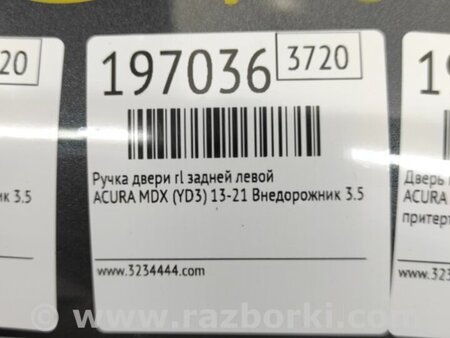 20
197036
3720
19
Ручка двери rl задней левой
ACURA MDX (YD3) 13-21 Внедорожник 3.5
ик 3.5
Дверь
ACURA
притерт
www.3234444.com
www
© www.razborki.com